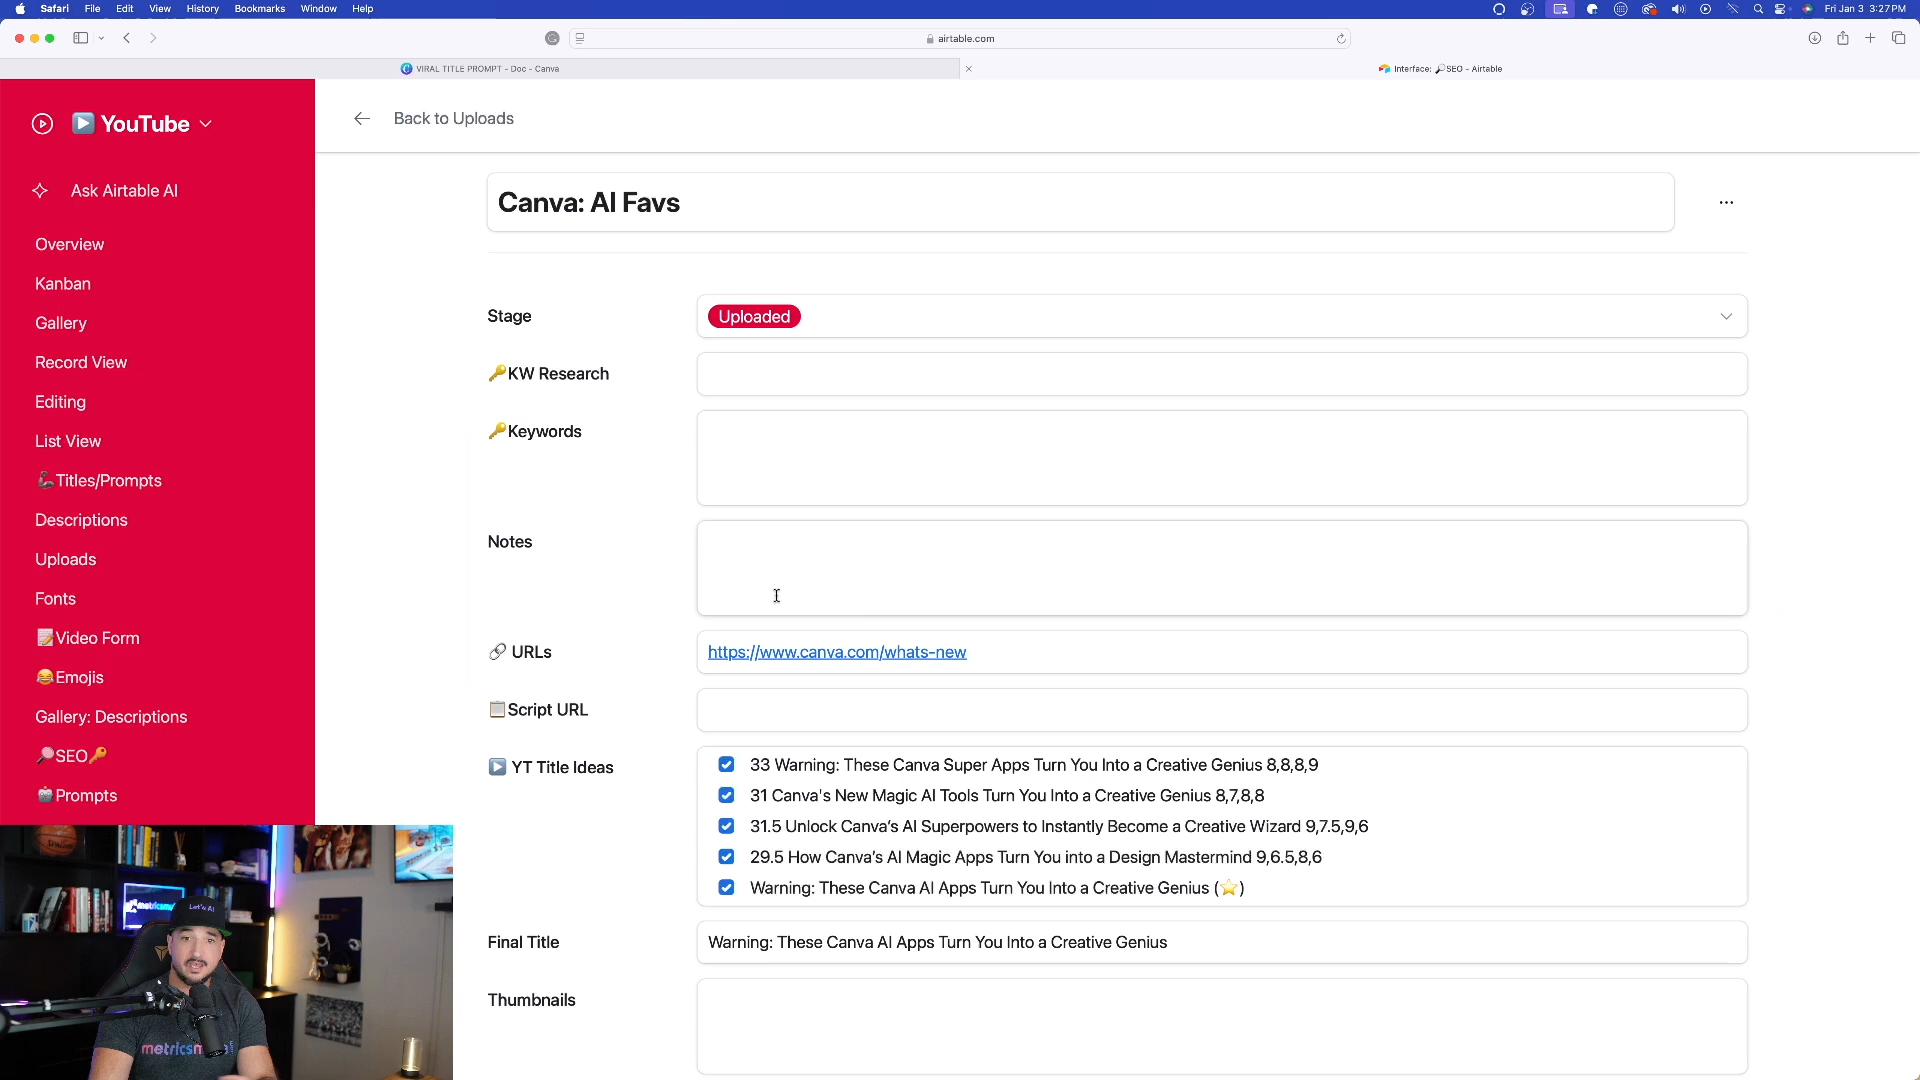 Safari File Edit View History Bookmarks Window Help
Fri Jan 3 3:27PM
airtable.com
VIRAL TITLE PROMPT - Doc - Canva
Interface: 🔎SEO - Airtable
YouTube
Back to Uploads
Ask Airtable AI
Overview
Kanban
Gallery
Record View
Editing
List View
🦾Titles/Prompts
Descriptions
Uploads
Fonts
📝Video Form
😂Emojis
Gallery: Descriptions
🔎SEO🔑
🤖Prompts
Canva: AI Favs
Stage
Uploaded
🔑KW Research
🔑Keywords
Notes
🔗 URLs
https://www.canva.com/whats-new
📋Script URL
▶️ YT Title Ideas
33 Warning: These Canva Super Apps Turn You Into a Creative Genius 8,8,8,9
31 Canva's New Magic AI Tools Turn You Into a Creative Genius 8,7,8,8
31.5 Unlock Canva’s AI Superpowers to Instantly Become a Creative Wizard 9,7.5,9,6
29.5 How Canva’s AI Magic Apps Turn You into a Design Mastermind 9,6.5,8,6
Warning: These Canva AI Apps Turn You Into a Creative Genius (⭐)
Final Title
Warning: These Canva AI Apps Turn You Into a Creative Genius
Thumbnails
Let's AI